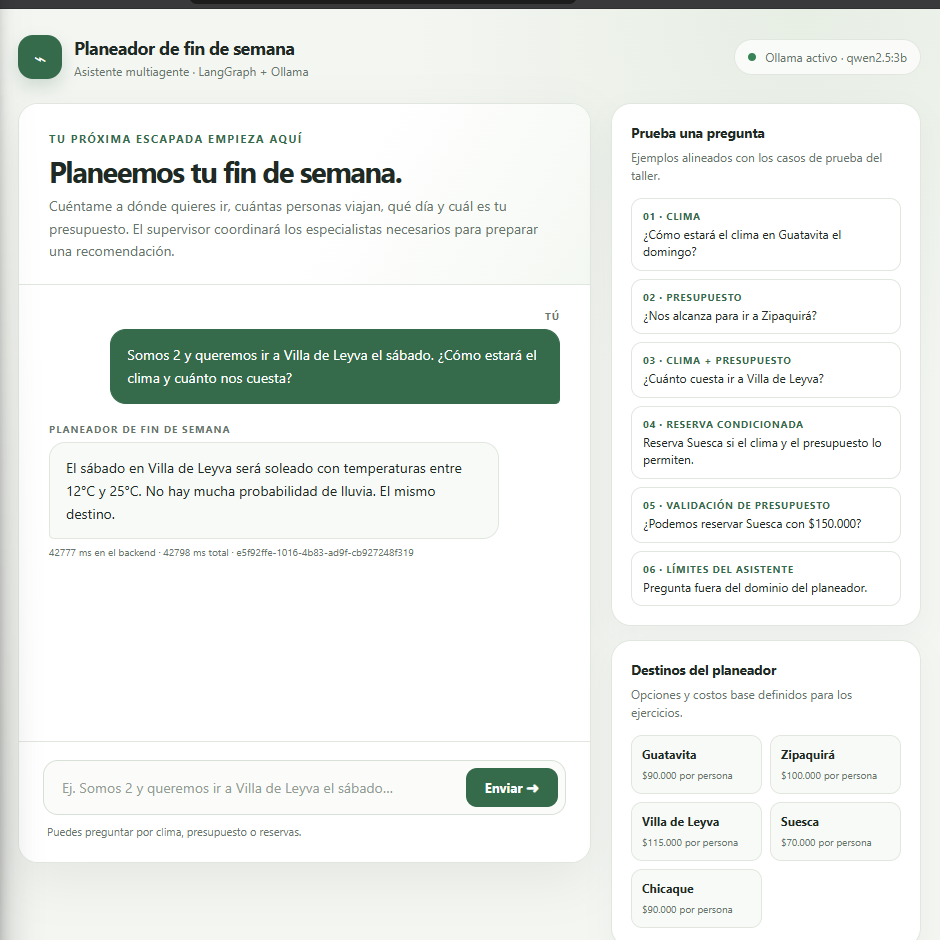 Planeador de fin de semana
Asistente multiagente · LangGraph + Ollama
Ollama activo · qwen2.5:3b
TU PRÓXIMA ESCAPADA EMPIEZA AQUÍ
Planeemos tu fin de semana.
Cuéntame a dónde quieres ir, cuántas personas viajan, qué día y cuál es tu
presupuesto. El supervisor coordinará los especialistas necesarios para preparar
una recomendación.
TÚ
Somos 2 y queremos ir a Villa de Leyva el sábado. ¿Cómo estará el
clima y cuánto nos cuesta?
PLANEADOR DE FIN DE SEMANA
El sábado en Villa de Leyva será soleado con temperaturas entre
12°C y 25°C. No hay mucha probabilidad de lluvia. El mismo
destino.
42777 ms en el backend · 42798 ms total · e5f92ffe-1016-4b83-ad9f-cb927248f319
Ej. Somos 2 y queremos ir a Villa de Leyva el sábado...
Enviar ➜
Puedes preguntar por clima, presupuesto o reservas.
Prueba una pregunta
Ejemplos alineados con los casos de prueba del
taller.
01 · CLIMA
¿Cómo estará el clima en Guatavita el
domingo?
02 · PRESUPUESTO
¿Nos alcanza para ir a Zipaquirá?
03 · CLIMA + PRESUPUESTO
¿Cuánto cuesta ir a Villa de Leyva?
04 · RESERVA CONDICIONADA
Reserva Suesca si el clima y el presupuesto lo
permiten.
05 · VALIDACIÓN DE PRESUPUESTO
¿Podemos reservar Suesca con $150.000?
06 · LÍMITES DEL ASISTENTE
Pregunta fuera del dominio del planeador.
Destinos del planeador
Opciones y costos base definidos para los
ejercicios.
Guatavita
$90.000 por persona
Zipaquirá
$100.000 por persona
Villa de Leyva
$115.000 por persona
Suesca
$70.000 por persona
Chicaque
$90.000 por persona